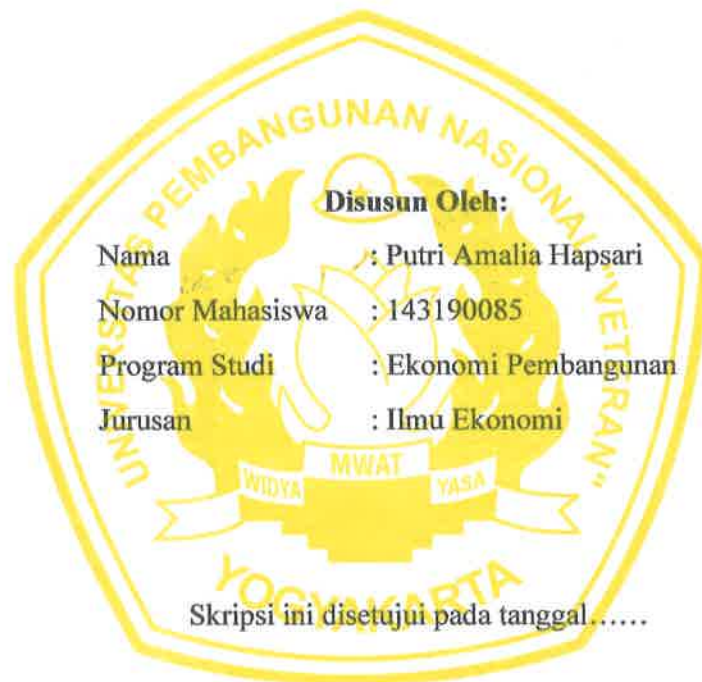 UNIVERSITAS PEMBANGUNAN NASIONAL "VETERAN"
Disusun Oleh:
Nama : Putri Amalia Hapsari
Nomor Mahasiswa : 143190085
Program Studi : Ekonomi Pembangunan
Jurusan : Ilmu Ekonomi
WIDYA MWAT YASA
YOGYAKARTA
Skripsi ini disetujui pada tanggal......